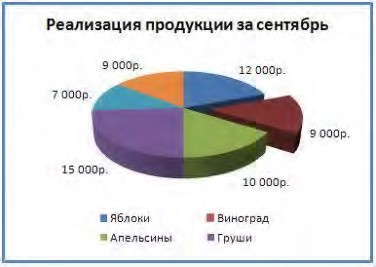 Реализация продукции за сентябрь
9 000р.
12 000р.
7 000р.
9 000р.
15 000р.
10 000р.
Яблоки
Виноград
Апельсины
Груши